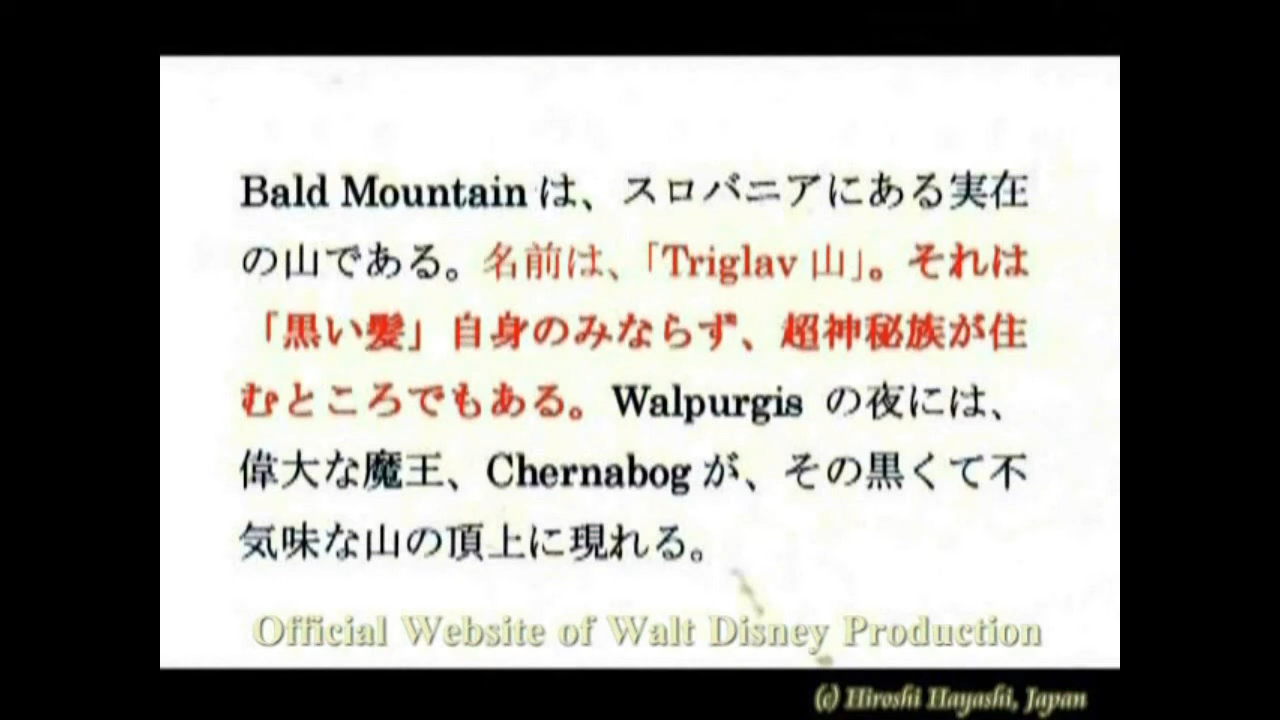 Bald Mountain は、スロバニアにある実在
の山である。名前は、「Triglav 山」。それは
「黒い髪」自身のみならず、超神秘族が住
むところでもある。Walpurgis の夜には、
偉大な魔王、Chernabog が、その黒くて不
気味な山の頂上に現れる。
Official Website of Walt Disney Production
(c) Hiroshi Hayashi, Japan